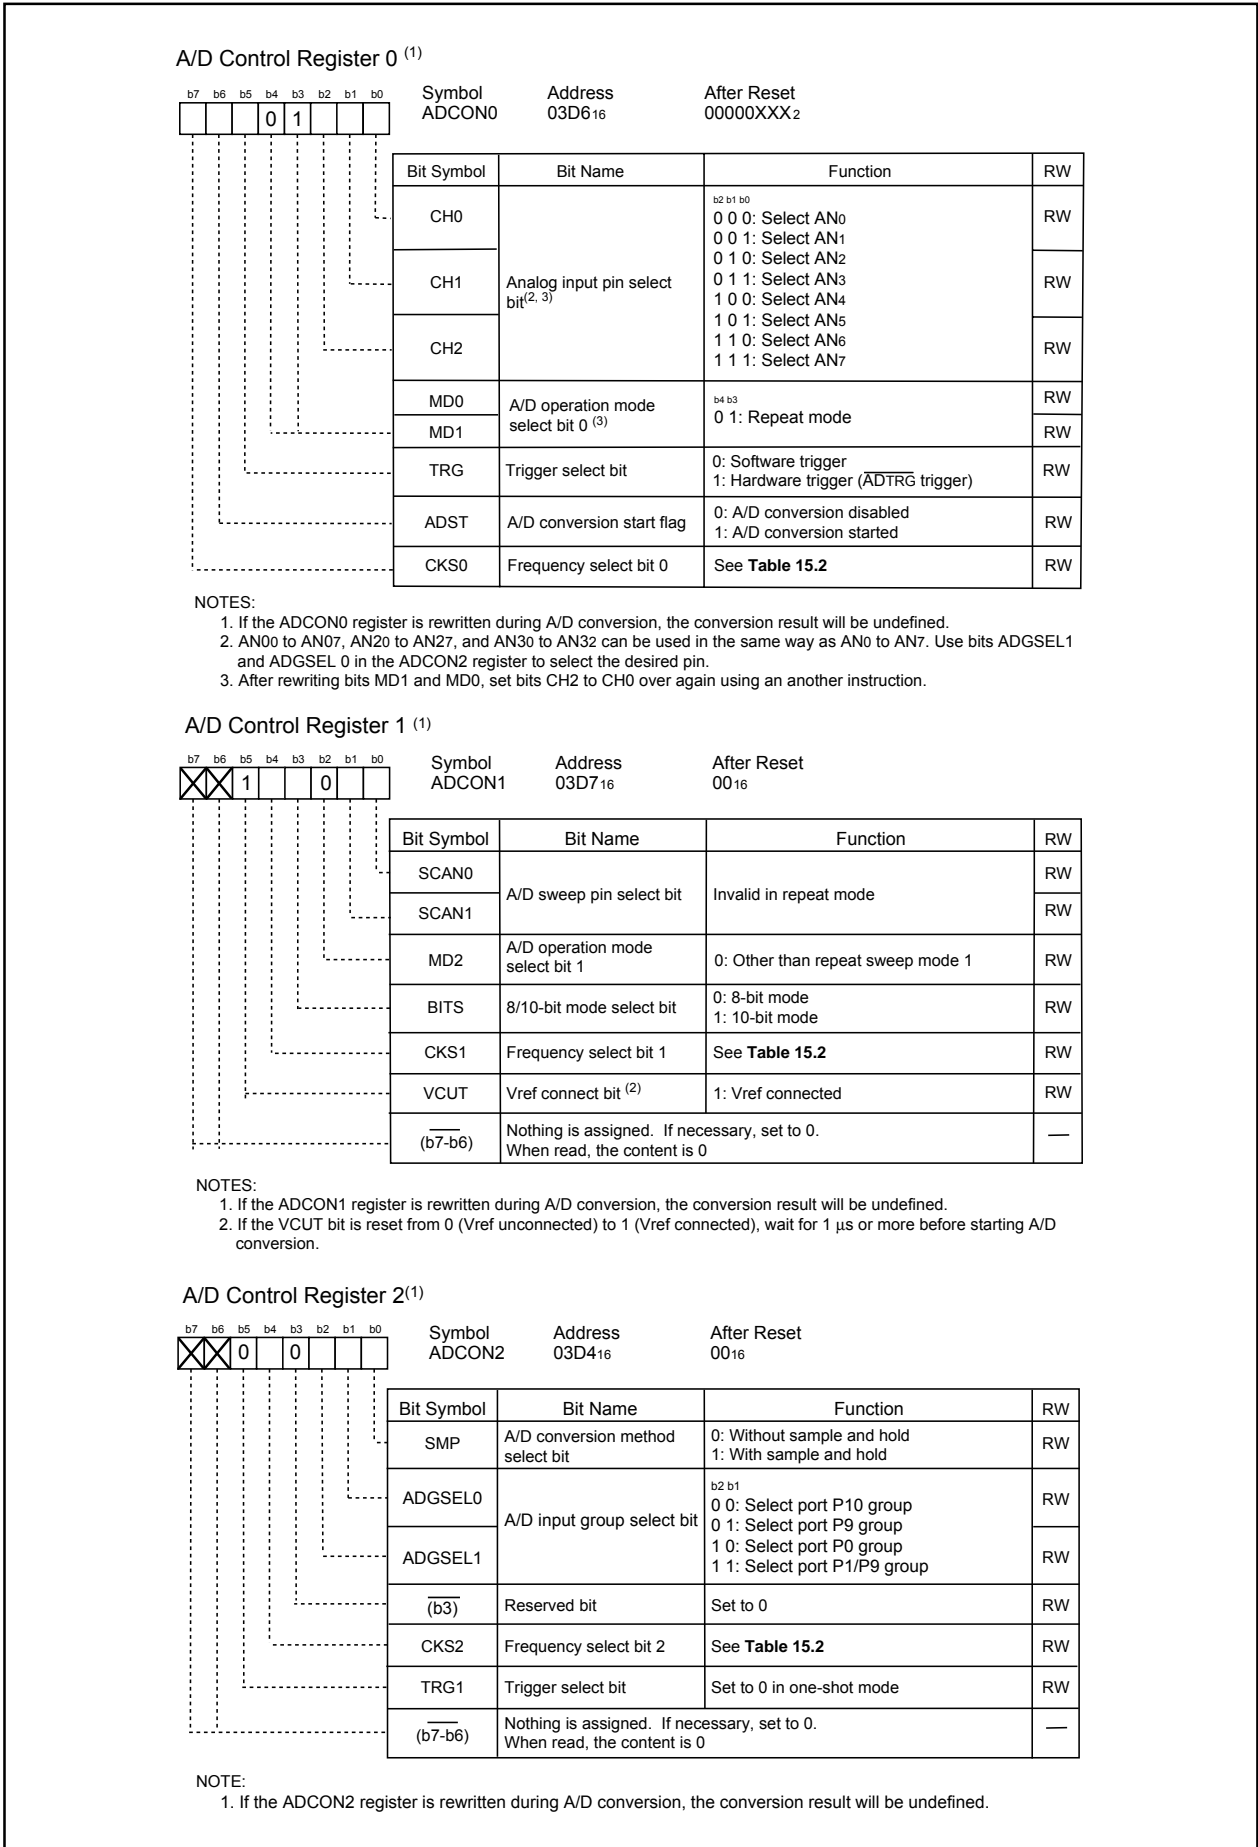 A/D Control Register 0 (1)
b7 b6 b5 b4 b3 b2 b1 b0
0 1
Symbol Address After Reset
ADCON0 03D616 00000XXX2
Bit Symbol Bit Name Function RW
CH0 RW
CH1 RW
CH2 RW
Analog input pin select
bit(2, 3)
b2 b1 b0
0 0 0: Select AN0
0 0 1: Select AN1
0 1 0: Select AN2
0 1 1: Select AN3
1 0 0: Select AN4
1 0 1: Select AN5
1 1 0: Select AN6
1 1 1: Select AN7
MD0 RW
MD1 RW
A/D operation mode
select bit 0 (3)
b4 b3
0 1: Repeat mode
TRG Trigger select bit RW
0: Software trigger
1: Hardware trigger (ADTRG trigger)
ADST A/D conversion start flag RW
0: A/D conversion disabled
1: A/D conversion started
CKS0 Frequency select bit 0 See Table 15.2 RW
NOTES:
1. If the ADCON0 register is rewritten during A/D conversion, the conversion result will be undefined.
2. AN00 to AN07, AN20 to AN27, and AN30 to AN32 can be used in the same way as AN0 to AN7. Use bits ADGSEL1
and ADGSEL 0 in the ADCON2 register to select the desired pin.
3. After rewriting bits MD1 and MD0, set bits CH2 to CH0 over again using an another instruction.
A/D Control Register 1 (1)
b7 b6 b5 b4 b3 b2 b1 b0
1 0
Symbol Address After Reset
ADCON1 03D716 0016
Bit Symbol Bit Name Function RW
SCAN0 RW
A/D sweep pin select bit Invalid in repeat mode
SCAN1 RW
MD2 RW
A/D operation mode
select bit 1
0: Other than repeat sweep mode 1
BITS 8/10-bit mode select bit RW
0: 8-bit mode
1: 10-bit mode
CKS1 Frequency select bit 1 See Table 15.2 RW
VCUT Vref connect bit (2) 1: Vref connected RW
(b7-b6) —
Nothing is assigned. If necessary, set to 0.
When read, the content is 0
NOTES:
1. If the ADCON1 register is rewritten during A/D conversion, the conversion result will be undefined.
2. If the VCUT bit is reset from 0 (Vref unconnected) to 1 (Vref connected), wait for 1 μs or more before starting A/D
conversion.
A/D Control Register 2(1)
b7 b6 b5 b4 b3 b2 b1 b0
0 0
Symbol Address After Reset
ADCON2 03D416 0016
Bit Symbol Bit Name Function RW
SMP RW
A/D conversion method
select bit
0: Without sample and hold
1: With sample and hold
ADGSEL0 RW
ADGSEL1 RW
A/D input group select bit
b2 b1
0 0: Select port P10 group
0 1: Select port P9 group
1 0: Select port P0 group
1 1: Select port P1/P9 group
(b3) Reserved bit Set to 0 RW
CKS2 Frequency select bit 2 See Table 15.2 RW
TRG1 Trigger select bit Set to 0 in one-shot mode RW
(b7-b6) —
Nothing is assigned. If necessary, set to 0.
When read, the content is 0
NOTE:
1. If the ADCON2 register is rewritten during A/D conversion, the conversion result will be undefined.